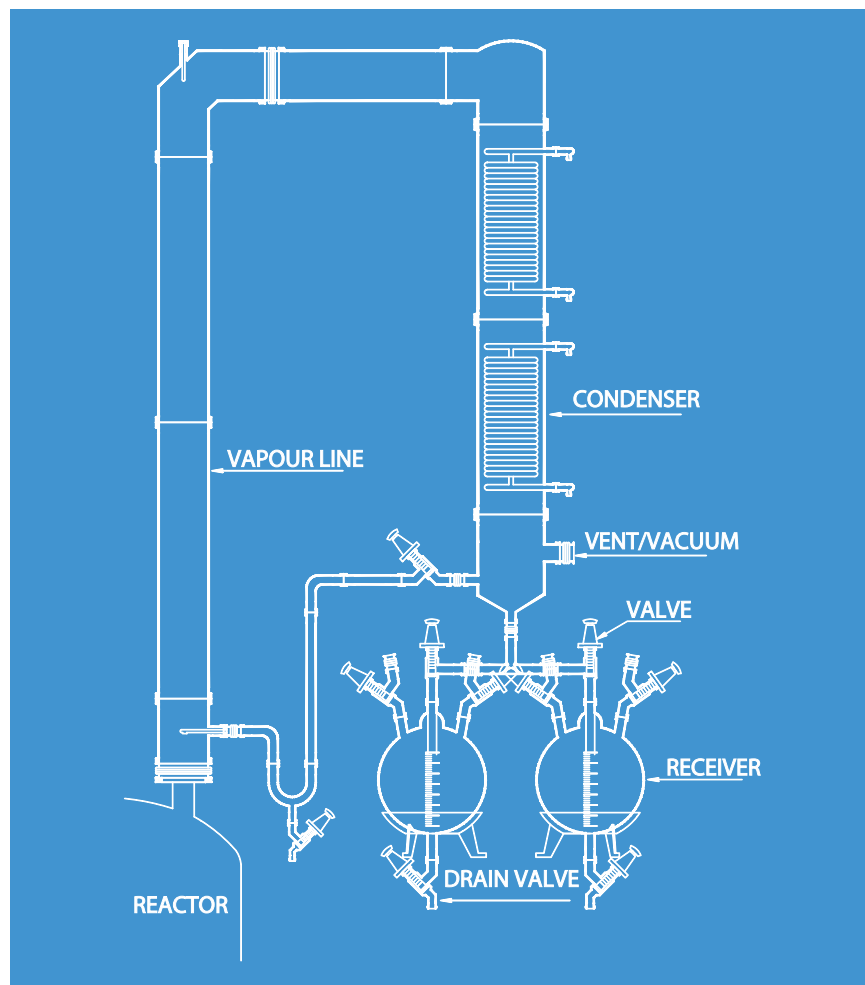 CONDENSER
VAPOUR LINE
VENT/VACUUM
VALVE
RECEIVER
DRAIN VALVE
REACTOR